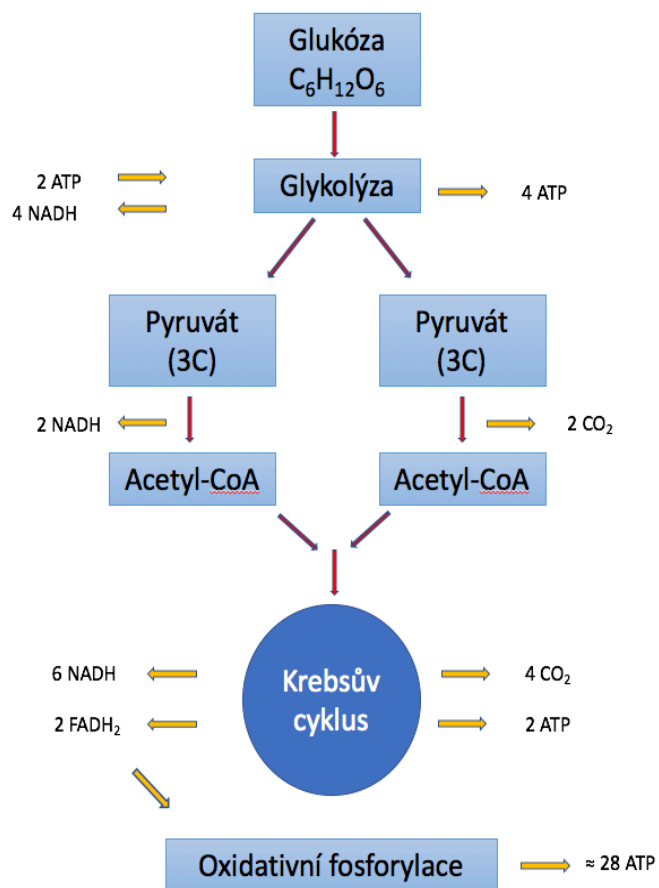 Glukóza
C₆H₁₂O₆
2 ATP
Glykolýza
4 ATP
4 NADH
Pyruvát
(3C)
Pyruvát
(3C)
2 NADH
2 CO₂
Acetyl-CoA
Acetyl-CoA
6 NADH
Krebsův
cyklus
4 CO₂
2 FADH₂
2 ATP
Oxidativní fosforylace
≈ 28 ATP